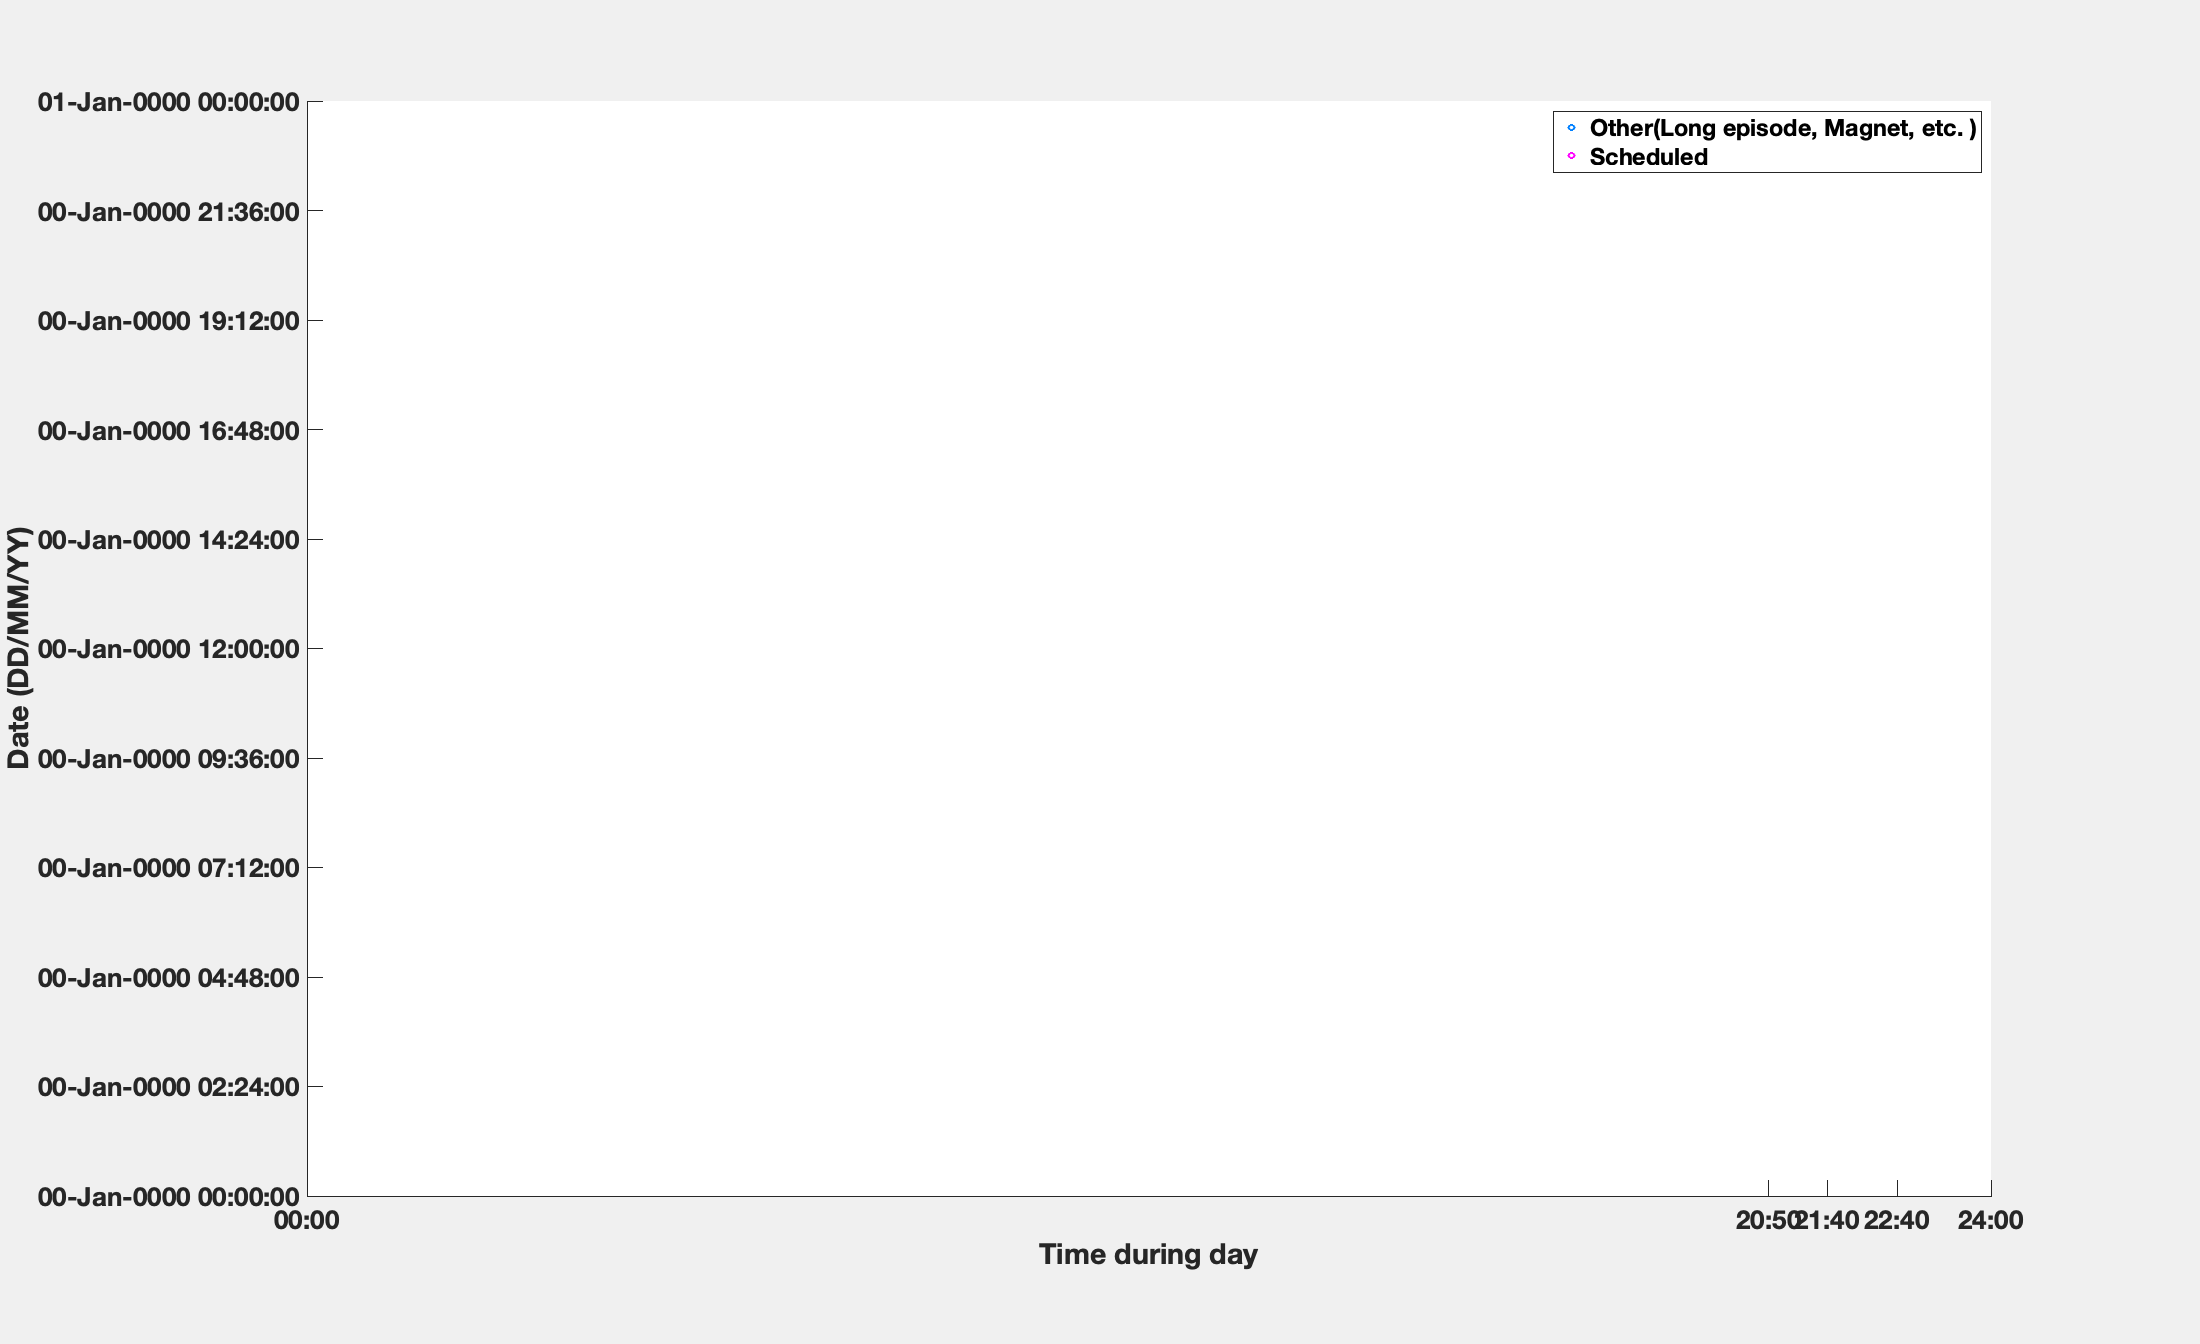 01-Jan-0000 00:00:00
Other(Long episode, Magnet, etc. )
Scheduled
00-Jan-0000 21:36:00
00-Jan-0000 19:12:00
00-Jan-0000 16:48:00
00-Jan-0000 14:24:00
Date (DD/MM/YY)
00-Jan-0000 12:00:00
00-Jan-0000 09:36:00
00-Jan-0000 07:12:00
00-Jan-0000 04:48:00
00-Jan-0000 02:24:00
00-Jan-0000 00:00:00
00:00 20:50 21:40 22:40 24:00
Time during day